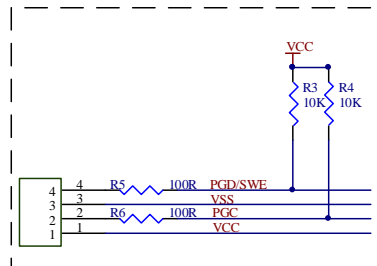 VCC
R3 R4
10K 10K
4 4 R5 100R PGD/SWE
3 3 VSS
2 2 R6 100R PGC
1 1 VCC